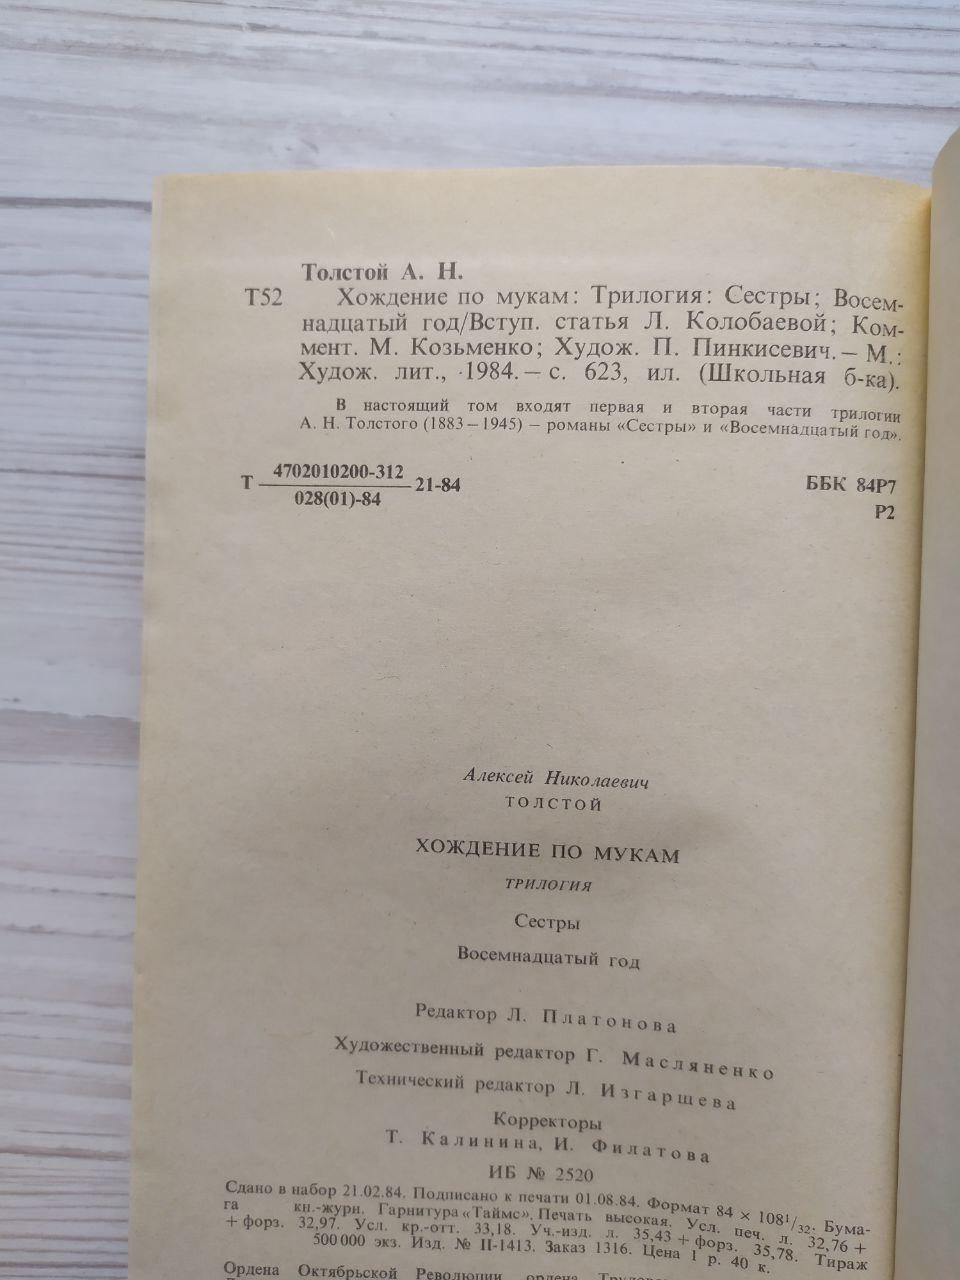 Толстой А. Н.
Т52 Хождение по мукам: Трилогия: Сестры; Восем-
надцатый год/Вступ. статья Л. Колобаевой; Ком-
мент. М. Козьменко; Худож. П. Пинкисевич. — М.:
Худож. лит., 1984. — с. 623, ил. (Школьная б-ка).
В настоящий том входят первая и вторая части трилогии
А. Н. Толстого (1883—1945) — романы «Сестры» и «Восемнадцатый год».
Т 4702010200-312
028(01)-84 21-84
ББК 84Р7
Р2
Алексей Николаевич
ТОЛСТОЙ
ХОЖДЕНИЕ ПО МУКАМ
ТРИЛОГИЯ
Сестры
Восемнадцатый год
Редактор Л. Платонова
Художественный редактор Г. Масляненко
Технический редактор Л. Изгаршева
Корректоры
Т. Калинина, И. Филатова
ИБ № 2520
Сдано в набор 21.02.84. Подписано к печати 01.08.84. Формат 84 × 108¹/₃₂. Бума-
га кн.-журн. Гарнитура «Таймс». Печать высокая. Усл. печ. л. 32,76 +
+ форз. 32,97. Усл. кр.-отт. 33,18. Уч.-изд. л. 35,43 + форз. 35,78. Тираж
500 000 экз. Изд. № II-1413. Заказ 1316. Цена 1 р. 40 к.
Ордена Октябрьской Революции, ордена